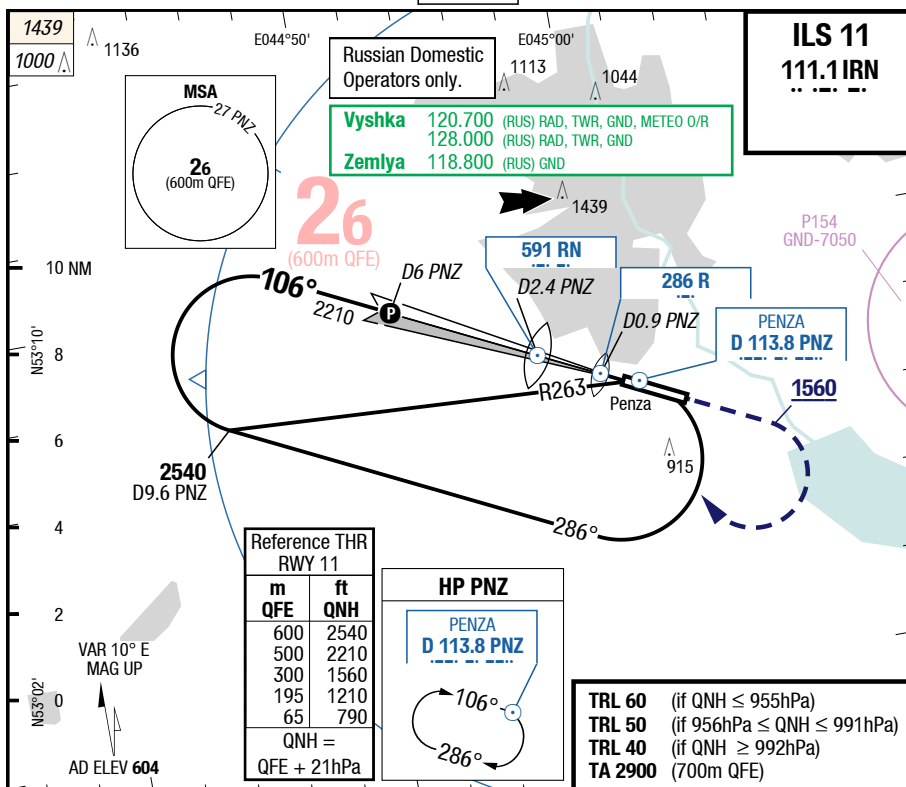 1439
1000
1136
E044°50'
E045°00'
Russian Domestic
Operators only.
1113
1044
ILS 11
111.1 IRN
MSA
27 PNZ
26
(600m QFE)
Vyshka 120.700 (RUS) RAD, TWR, GND, METEO O/R
128.000 (RUS) RAD, TWR, GND
Zemlya 118.800 (RUS) GND
26
(600m QFE)
1439
P154
GND-7050
591 RN
286 R
PENZA
D 113.8 PNZ
10 NM
106°
2210
D6 PNZ
P
D2.4 PNZ
D0.9 PNZ
N53°10'
8
R263
Penza
1560
6
2540
D9.6 PNZ
915
4
286°
Reference THR
RWY 11
m ft
QFE QNH
600 2540
500 2210
300 1560
195 1210
65 790
QNH =
QFE + 21hPa
HP PNZ
PENZA
D 113.8 PNZ
106°
286°
2
VAR 10° E
MAG UP
N53°02'
0
AD ELEV 604
TRL 60 (if QNH ≤ 955hPa)
TRL 50 (if 956hPa ≤ QNH ≤ 991hPa)
TRL 40 (if QNH ≥ 992hPa)
TA 2900 (700m QFE)